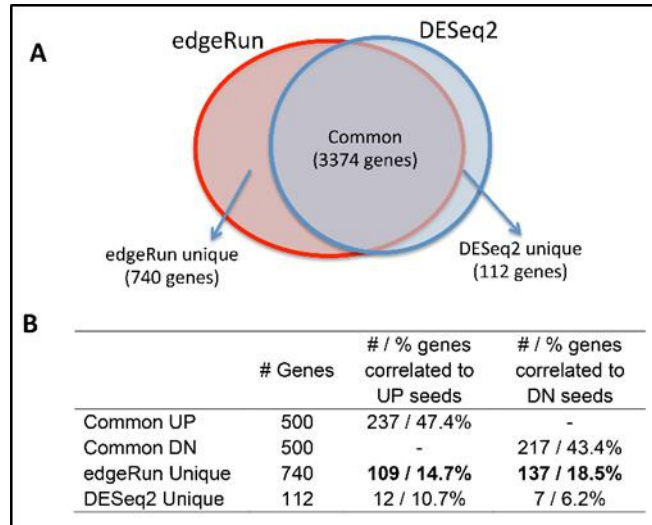 A
edgeRun
DESeq2
Common
(3374 genes)
edgeRun unique
(740 genes)
DESeq2 unique
(112 genes)
B
# Genes
# / % genes
correlated to
UP seeds
# / % genes
correlated to
DN seeds
Common UP 500 237 / 47.4% -
Common DN 500 - 217 / 43.4%
edgeRun Unique 740 109 / 14.7% 137 / 18.5%
DESeq2 Unique 112 12 / 10.7% 7 / 6.2%